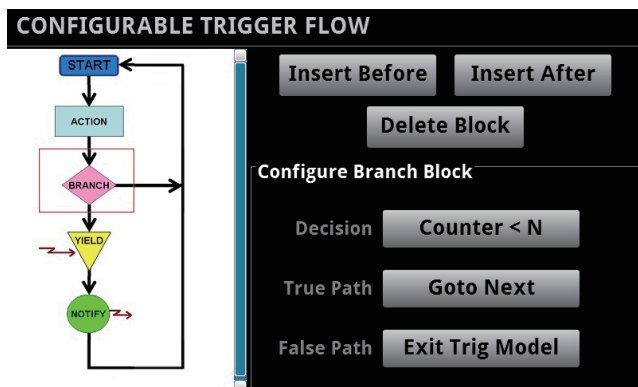 CONFIGURABLE TRIGGER FLOW
START
ACTION
BRANCH
YIELD
NOTIFY
Insert Before
Insert After
Delete Block
Configure Branch Block
Decision
Counter < N
True Path
Goto Next
False Path
Exit Trig Model